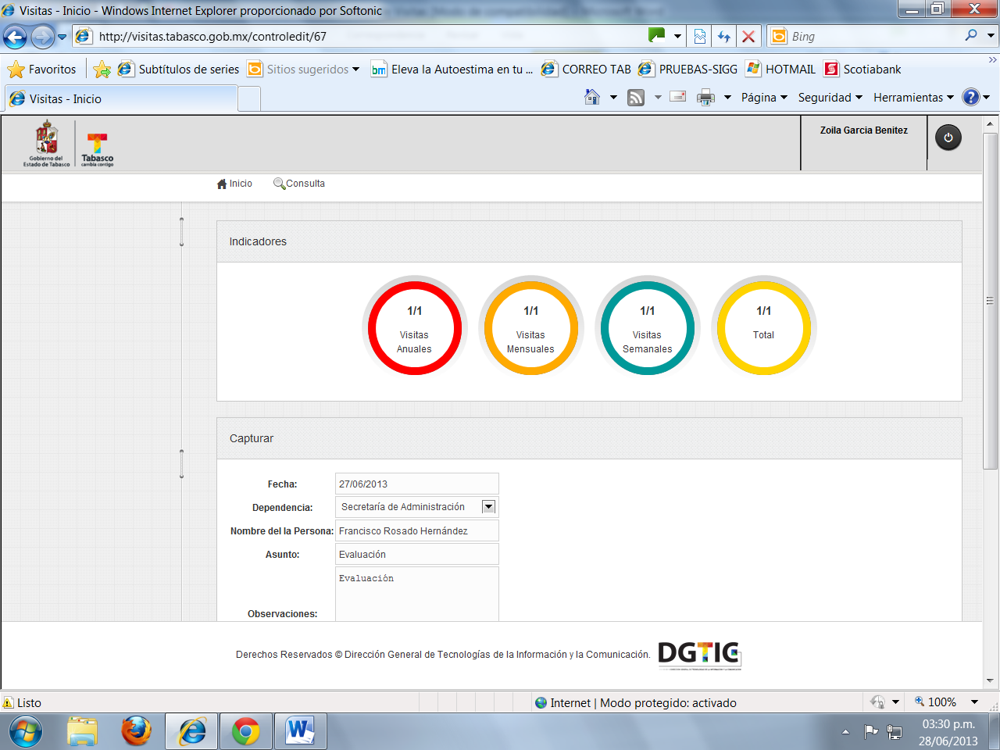 Visitas - Inicio - Windows Internet Explorer proporcionado por Softonic
http://visitas.tabasco.gob.mx/controledit/67
Bing
Favoritos
Subtítulos de series
Sitios sugeridos
bm
Eleva la Autoestima en tu ...
CORREO TAB
PRUEBAS-SIGG
HOTMAIL
Scotiabank
Visitas - Inicio
Página
Seguridad
Herramientas
Gobierno del
Estado de Tabasco
Tabasco
cambia contigo
Zoila Garcia Benitez
Inicio
Consulta
Indicadores
1/1
Visitas
Anuales
1/1
Visitas
Mensuales
1/1
Visitas
Semanales
1/1
Total
Capturar
Fecha:
27/06/2013
Dependencia:
Secretaría de Administración
Nombre del la Persona:
Francisco Rosado Hernández
Asunto:
Evaluación
Evaluación
Observaciones:
Derechos Reservados © Dirección General de Tecnologías de la Información y la Comunicación.
DGTIC
Listo
Internet | Modo protegido: activado
100%
03:30 p.m.
28/06/2013